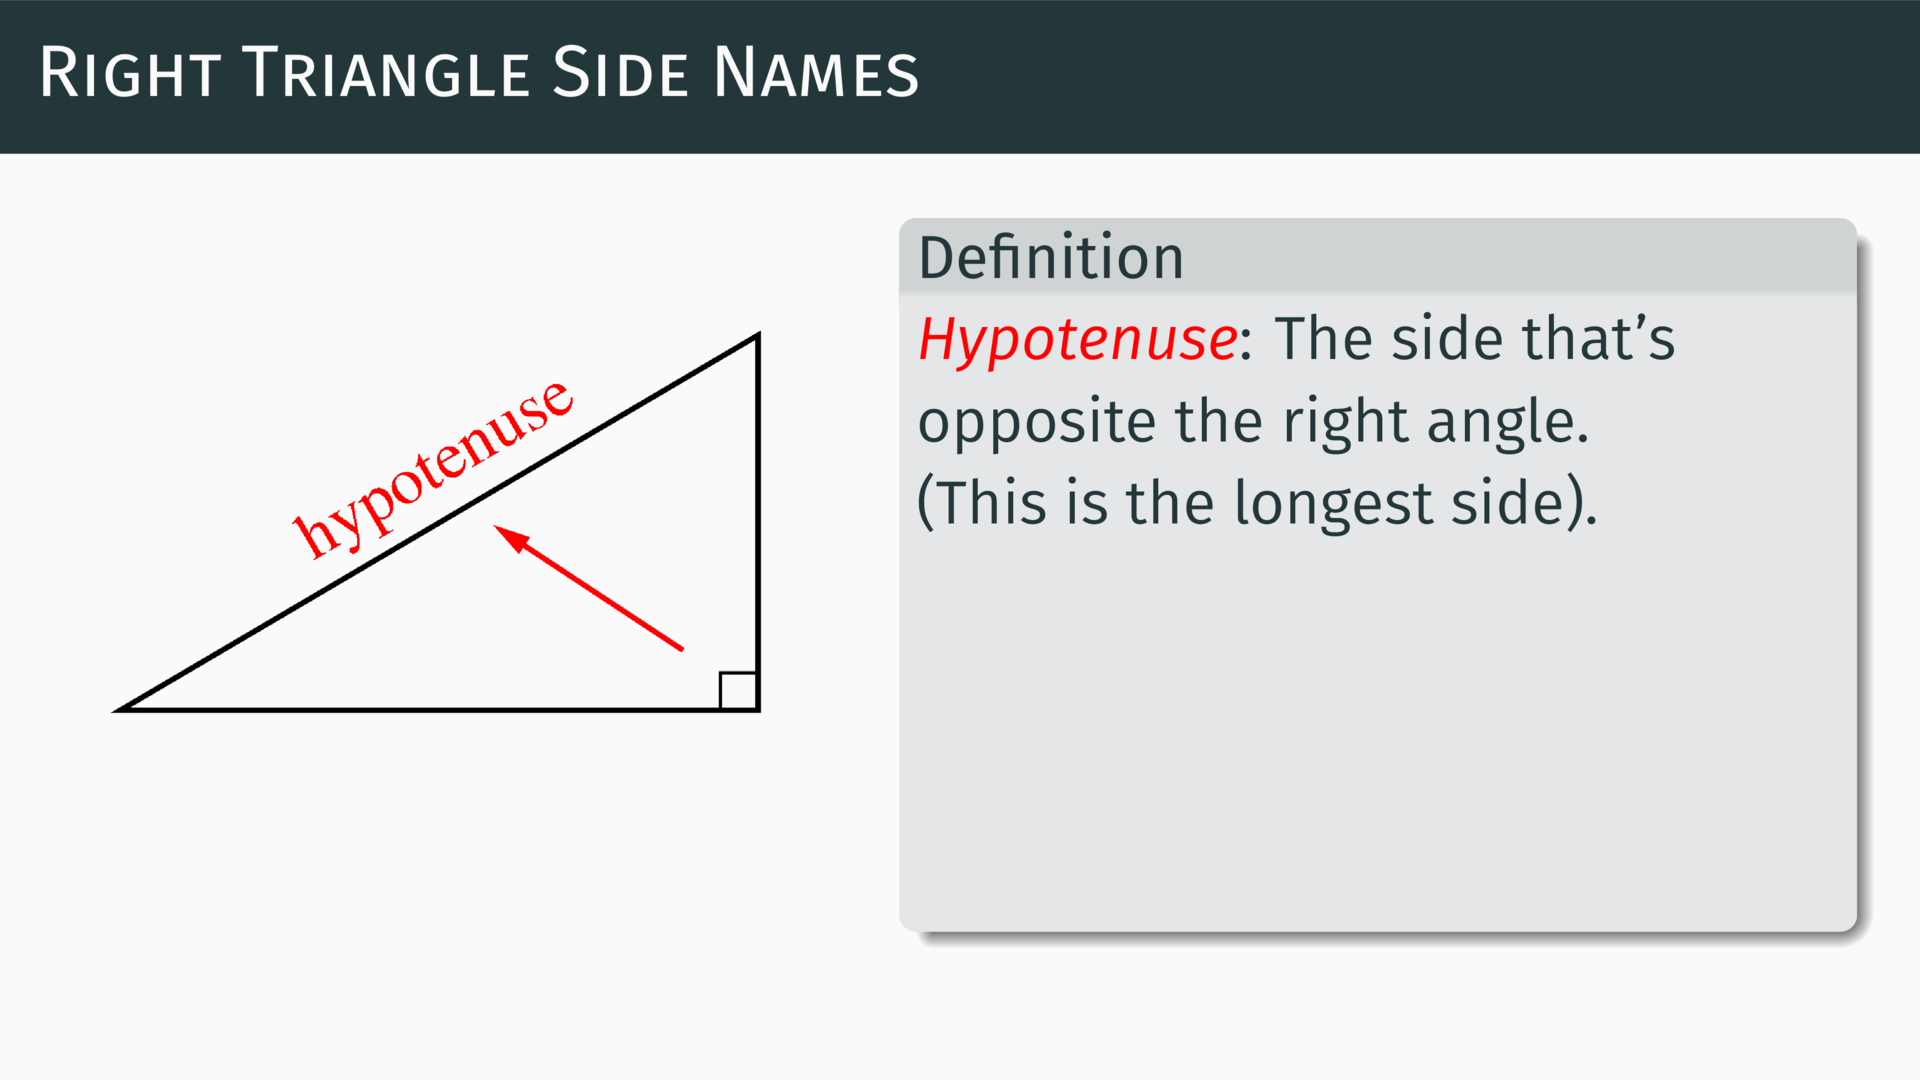 Right Triangle Side Names
hypotenuse
Definition
Hypotenuse: The side that’s
opposite the right angle.
(This is the longest side).